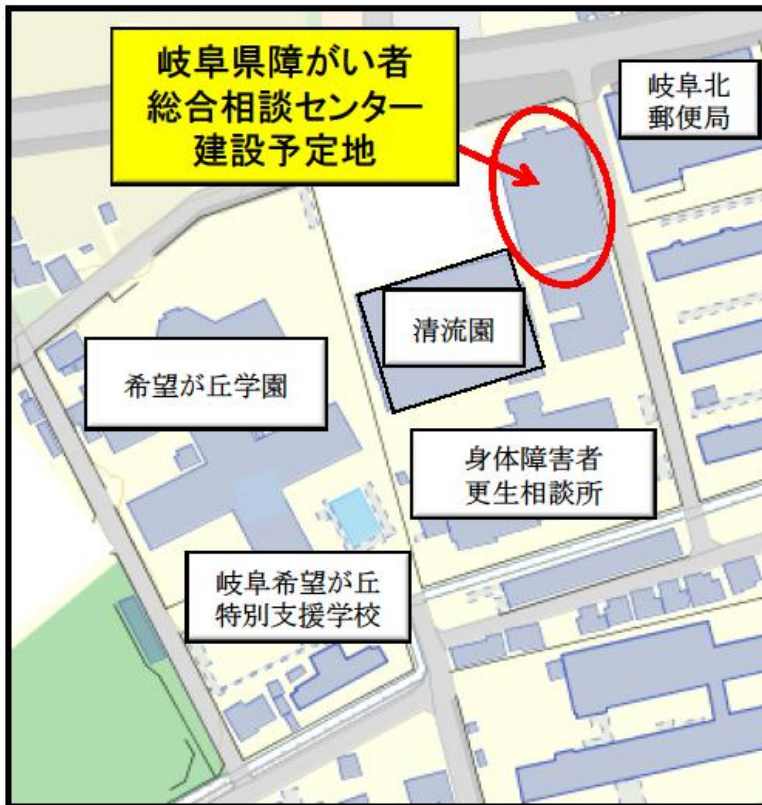 岐阜県障がい者
総合相談センター
建設予定地
岐阜北
郵便局
清流園
希望が丘学園
身体障害者
更生相談所
岐阜希望が丘
特別支援学校